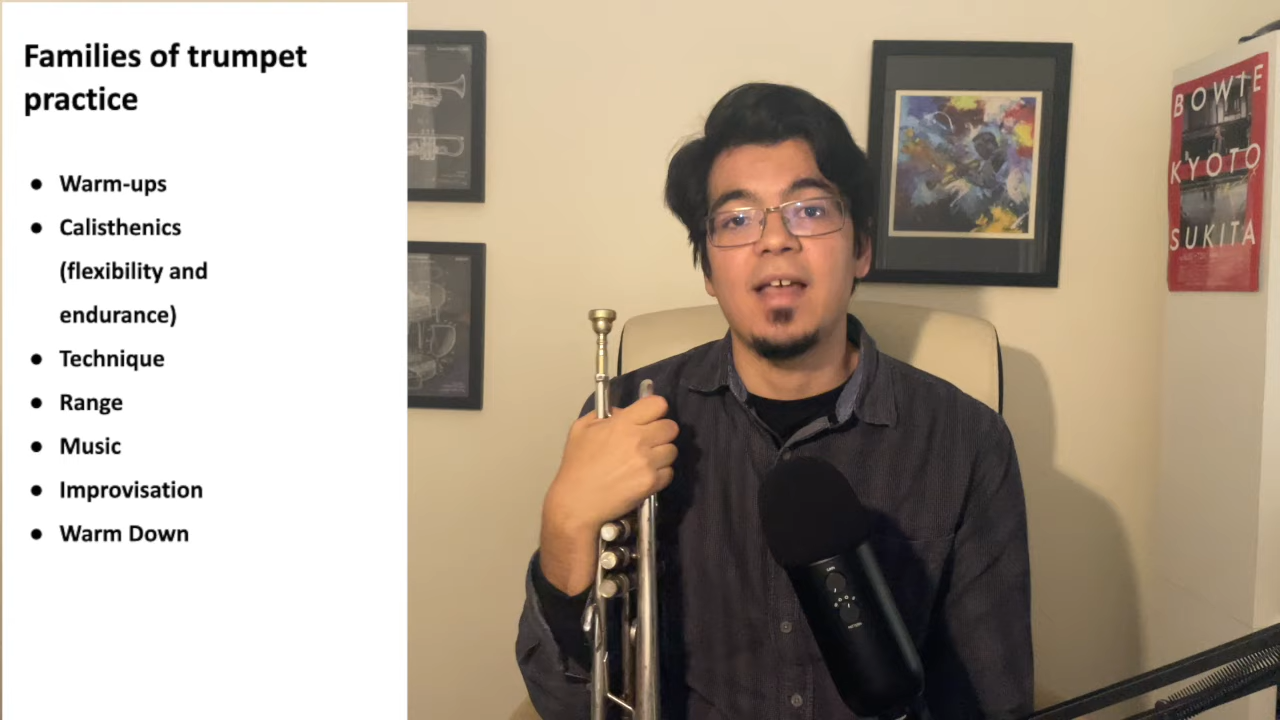 Families of trumpet
practice
● Warm-ups
● Calisthenics
(flexibility and
endurance)
● Technique
● Range
● Music
● Improvisation
● Warm Down
BOWIE
KYOTO
SUKITA